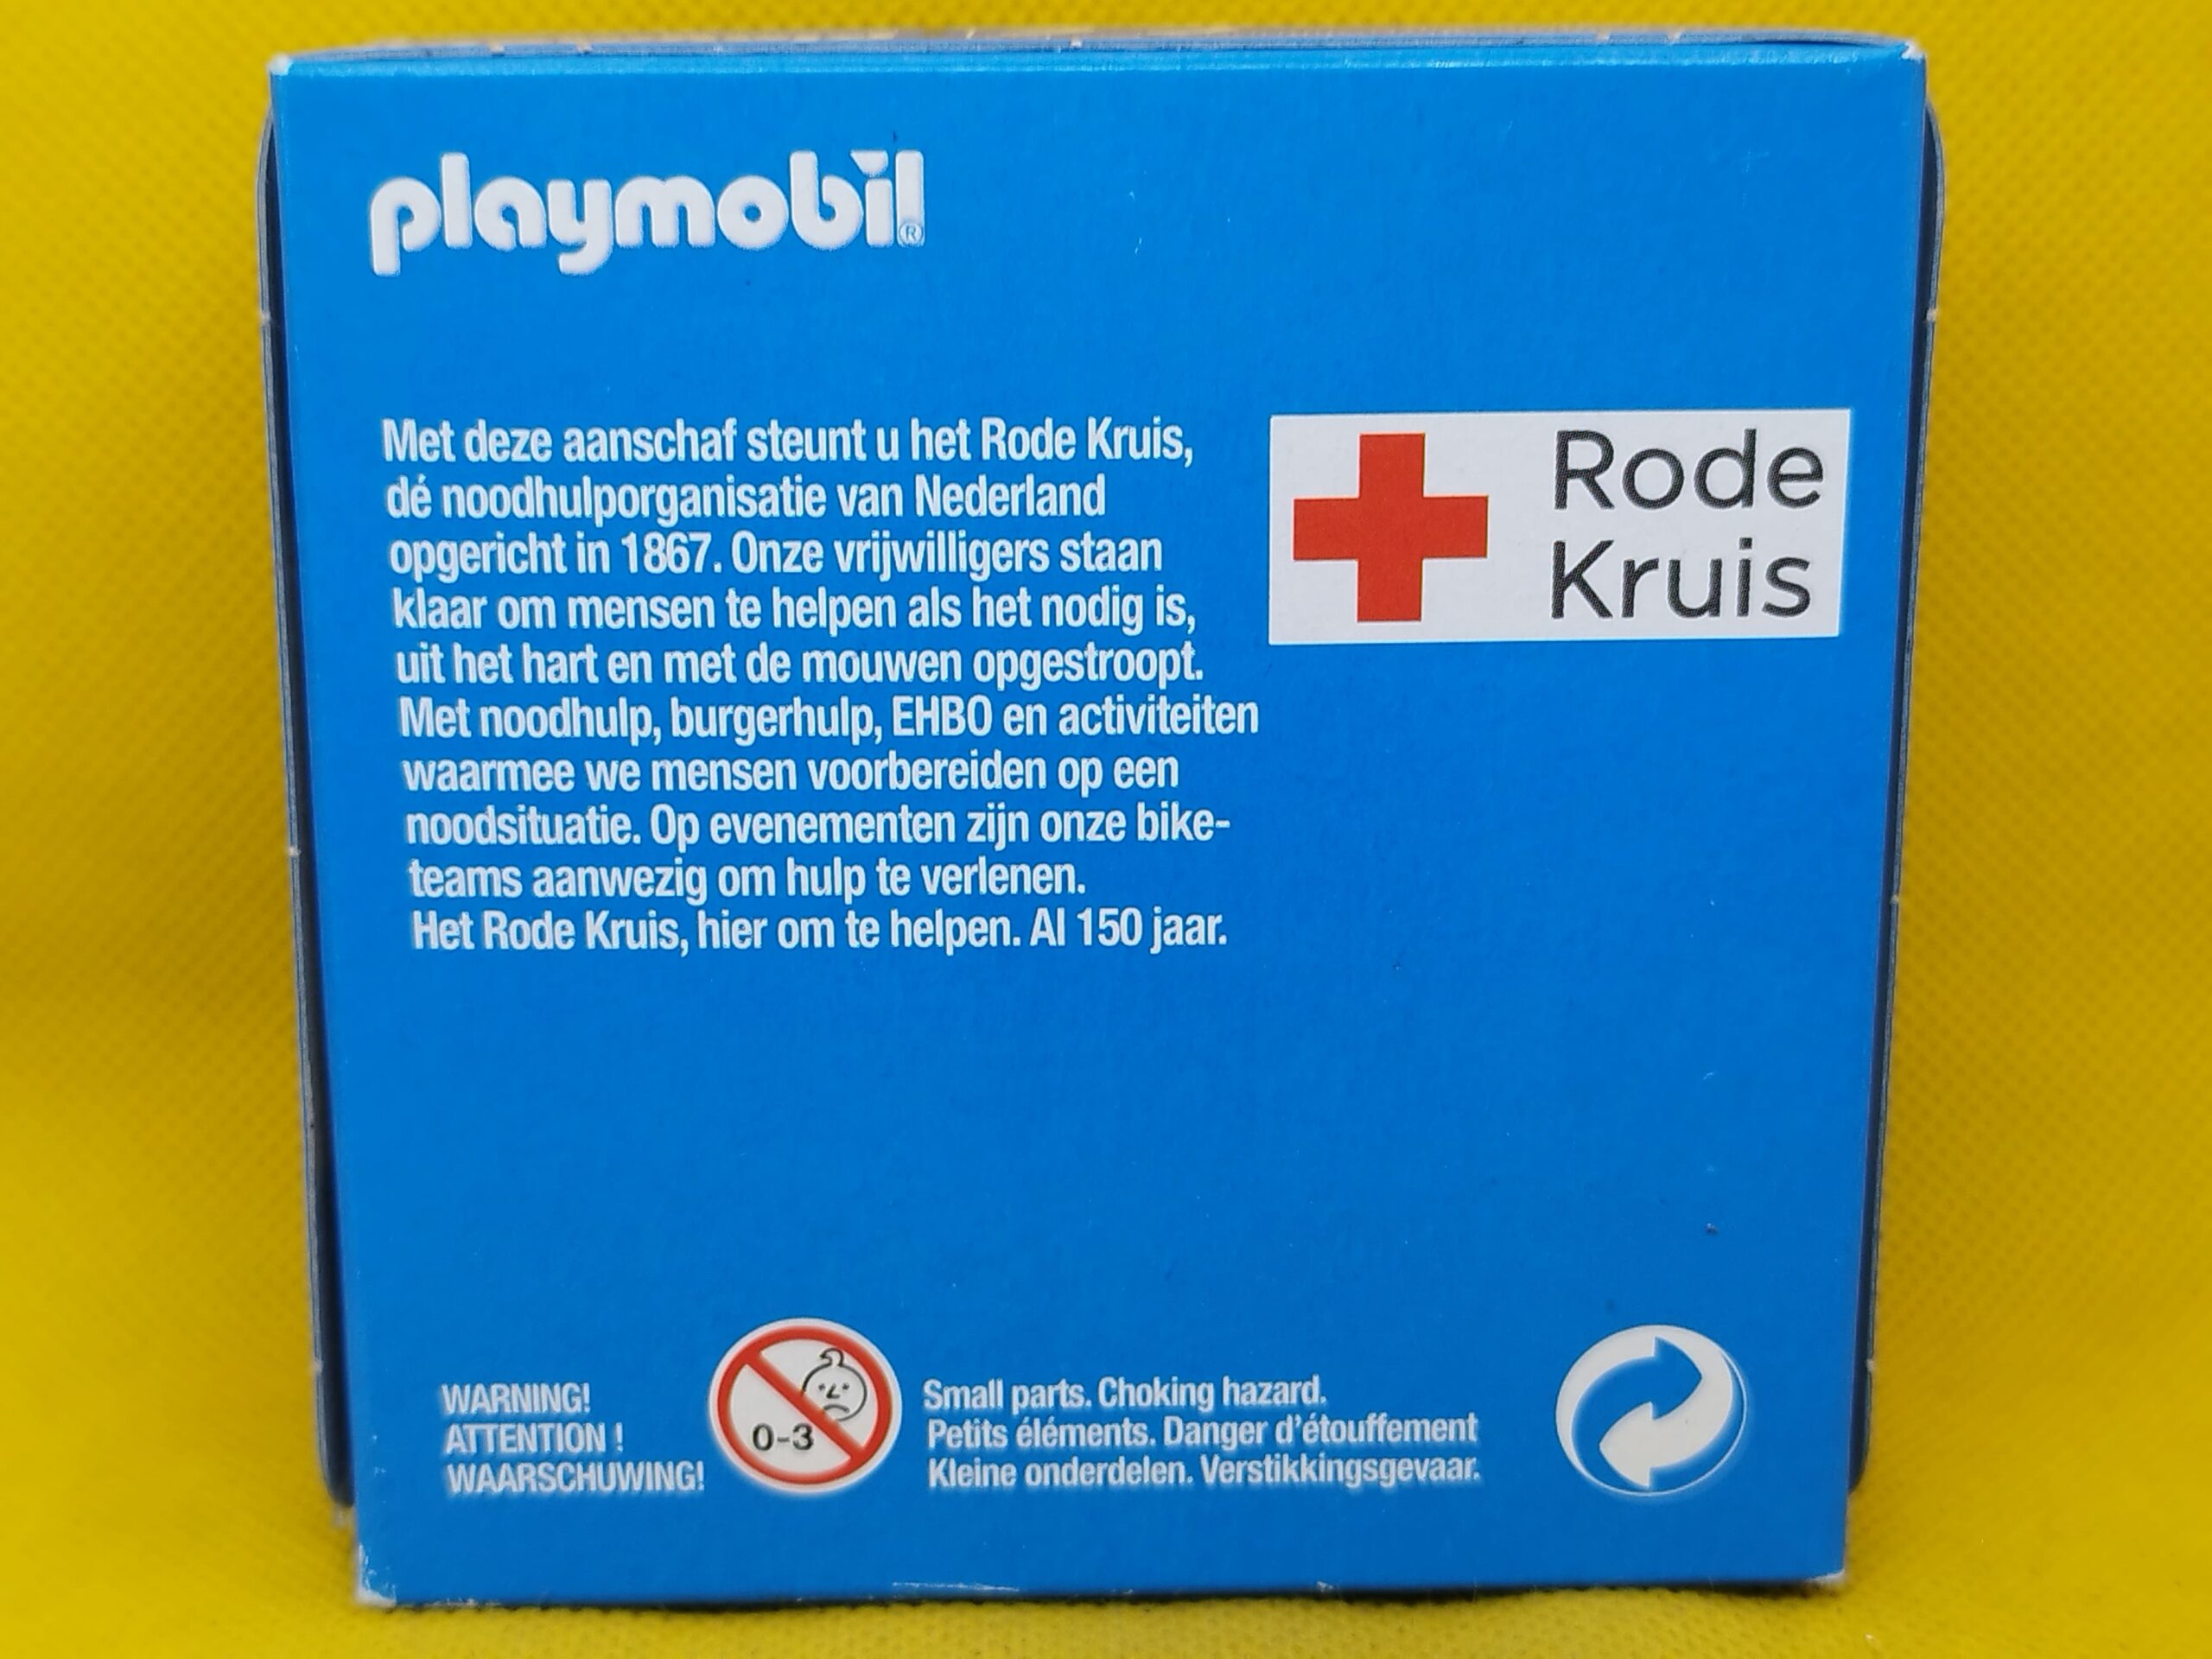 playmobil®
Met deze aanschaf steunt u het Rode Kruis,
dé noodhulporganisatie van Nederland
opgericht in 1867. Onze vrijwilligers staan
klaar om mensen te helpen als het nodig is,
uit het hart en met de mouwen opgestroopt.
Met noodhulp, burgerhulp, EHBO en activiteiten
waarmee we mensen voorbereiden op een
noodsituatie. Op evenementen zijn onze bike-
teams aanwezig om hulp te verlenen.
Het Rode Kruis, hier om te helpen. Al 150 jaar.
Rode
Kruis
WARNING!
ATTENTION !
WAARSCHUWING!
0-3
Small parts. Choking hazard.
Petits éléments. Danger d'étouffement
Kleine onderdelen. Verstikkingsgevaar.